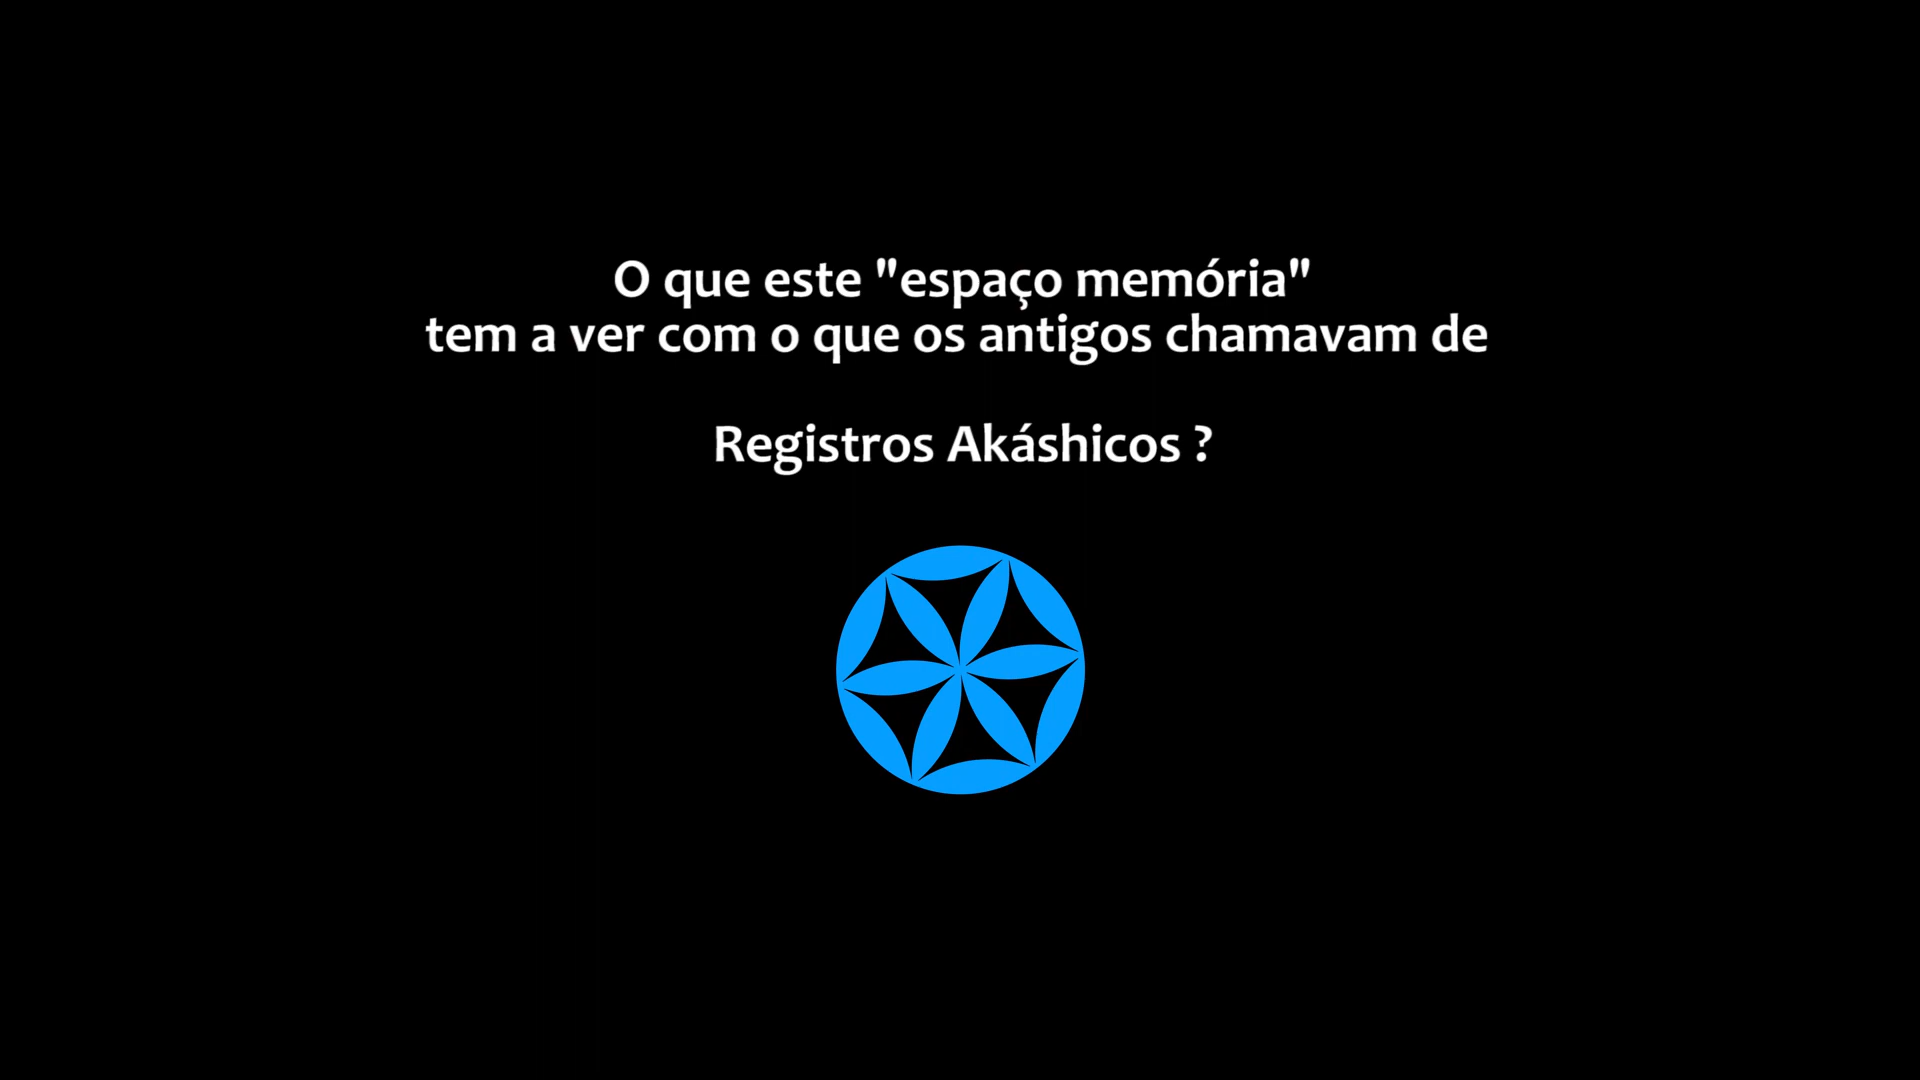 O que este "espaço memória"
tem a ver com o que os antigos chamavam de
Registros Akáshicos ?